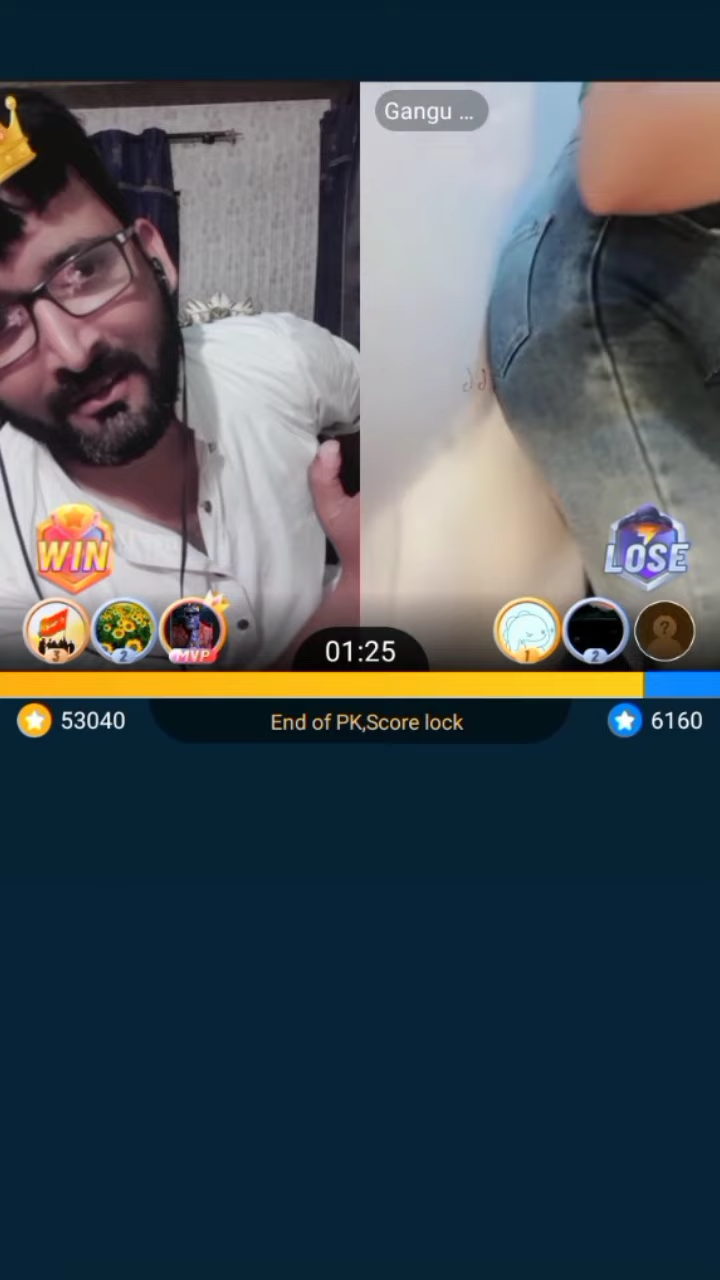 Gangu ...
WIN
LOSE
3
2
MVP
1
2
?
01:25
53040
End of PK,Score lock
6160